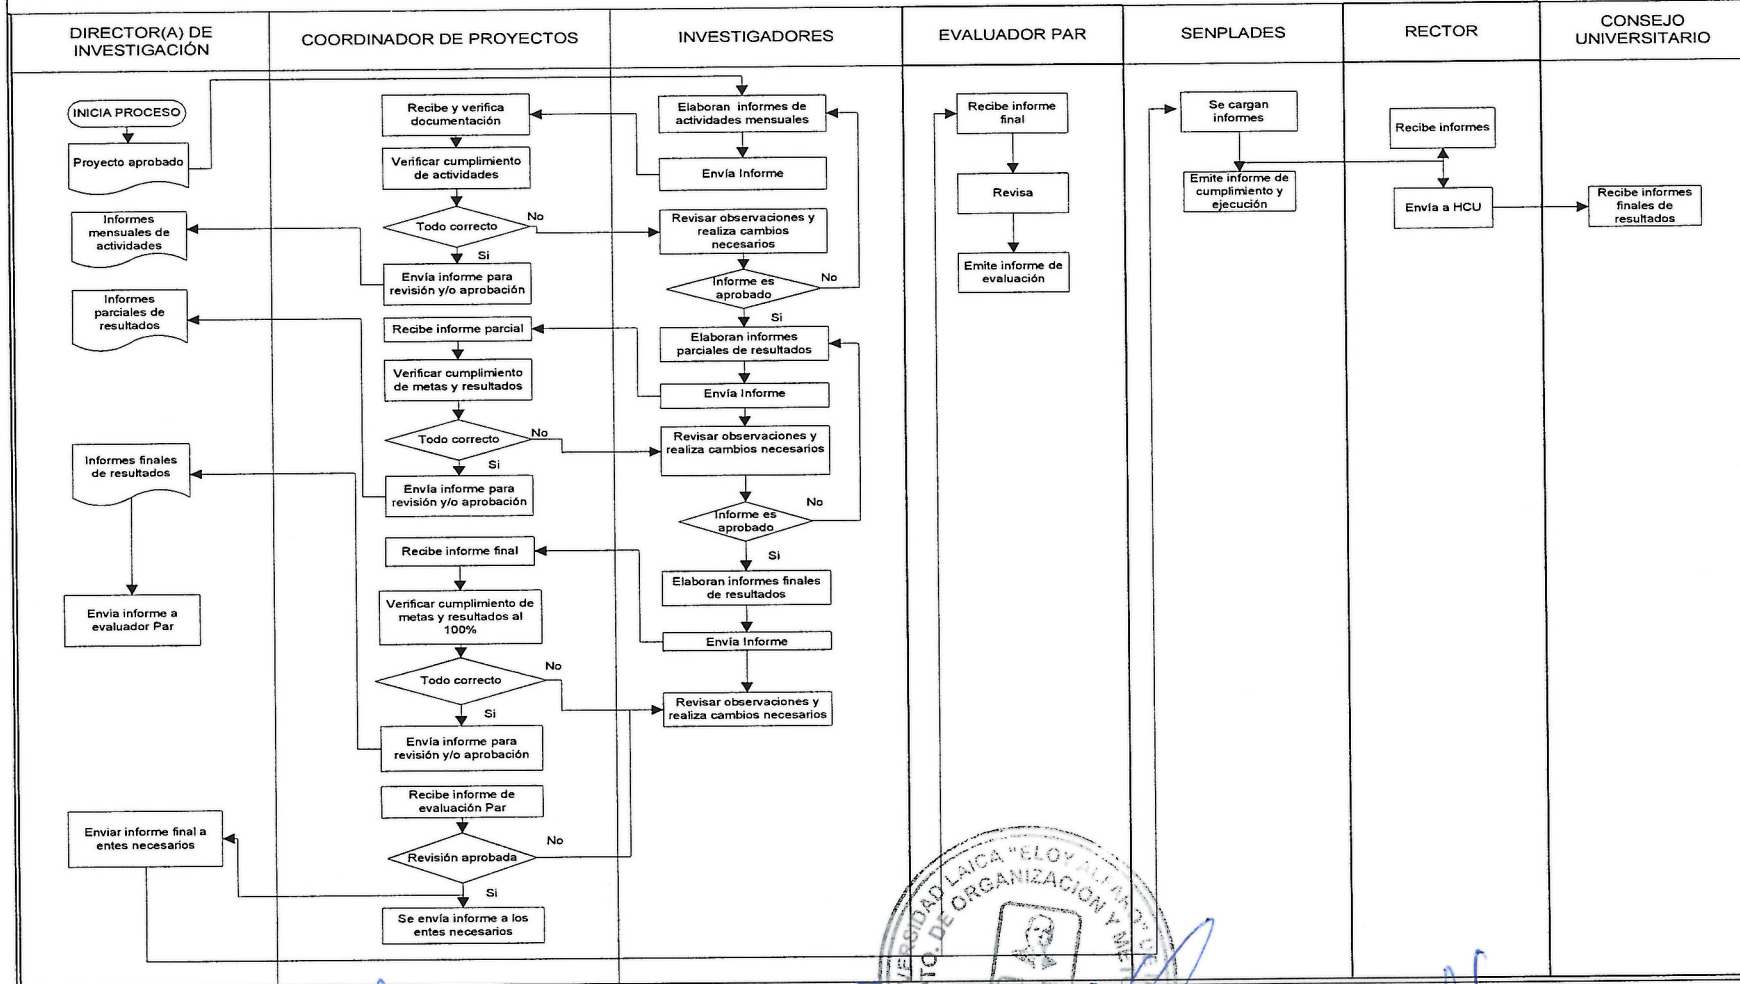 DIRECTOR(A) DE
INVESTIGACIÓN
COORDINADOR DE PROYECTOS
INVESTIGADORES
EVALUADOR PAR
SENPLADES
RECTOR
CONSEJO
UNIVERSITARIO
INICIA PROCESO
Proyecto aprobado
Informes
mensuales de
actividades
Informes
parciales de
resultados
Informes finales
de resultados
Envia informe a
evaluador Par
Enviar informe final a
entes necesarios
Recibe y verifica
documentación
Verificar cumplimiento
de actividades
Todo correcto
No
Si
Envía informe para
revisión y/o aprobación
Recibe informe parcial
Verificar cumplimiento
de metas y resultados
Todo correcto
No
Si
Envía informe para
revisión y/o aprobación
Recibe informe final
Verificar cumplimiento de
metas y resultados al
100%
Todo correcto
No
Si
Envía informe para
revisión y/o aprobación
Recibe informe de
evaluación Par
Revisión aprobada
No
Si
Se envía informe a los
entes necesarios
Elaboran informes de
actividades mensuales
Envía Informe
Revisar observaciones y
realiza cambios
necesarios
Informe es
aprobado
No
Si
Elaboran informes
parciales de resultados
Envía Informe
Revisar observaciones y
realiza cambios necesarios
Informe es
aprobado
No
Si
Elaboran informes finales
de resultados
Envía Informe
Revisar observaciones y
realiza cambios necesarios
Recibe informe
final
Revisa
Emite informe de
evaluación
Se cargan
informes
Emite informe de
cumplimiento y
ejecución
Recibe informes
Envía a HCU
Recibe informes
finales de
resultados
LAICA "ELOY ALFARO" DE
DE ORGANIZACIÓN Y